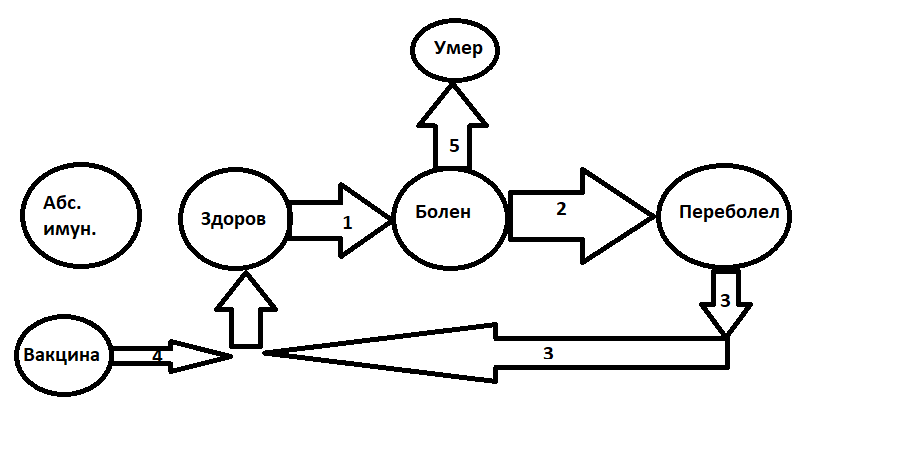 Умер
5
Абс.
имун.
Здоров
1
Болен
2
Переболел
3
Вакцина
4
3